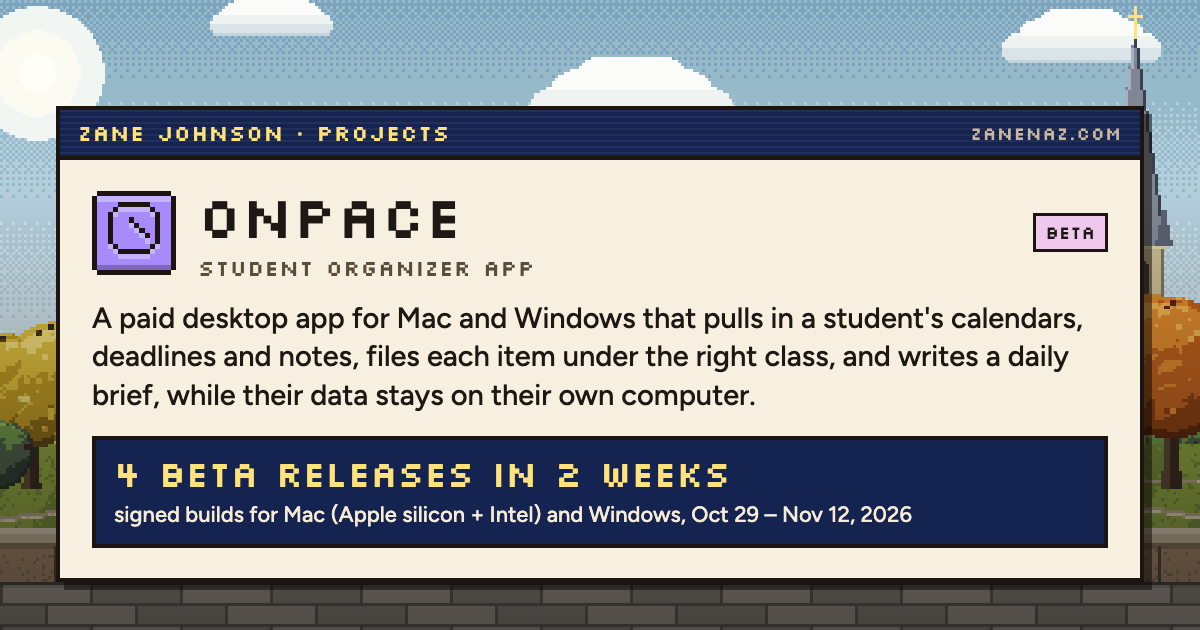 ZANE JOHNSON · PROJECTS
ZANENAZ.COM
ONPACE
BETA
STUDENT ORGANIZER APP
A paid desktop app for Mac and Windows that pulls in a student's calendars,
deadlines and notes, files each item under the right class, and writes a daily
brief, while their data stays on their own computer.
4 BETA RELEASES IN 2 WEEKS
signed builds for Mac (Apple silicon + Intel) and Windows, Oct 29 – Nov 12, 2026